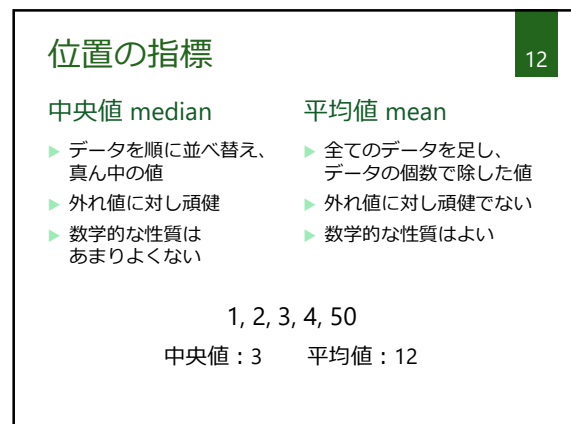 位置の指標
12
中央値 median
データを順に並べ替え、
真ん中の値
外れ値に対し頑健
数学的な性質は
あまりよくない
平均値 mean
全てのデータを足し、
データの個数で除した値
外れ値に対し頑健でない
数学的な性質はよい
1, 2, 3, 4, 50
中央値：3　　平均値：12